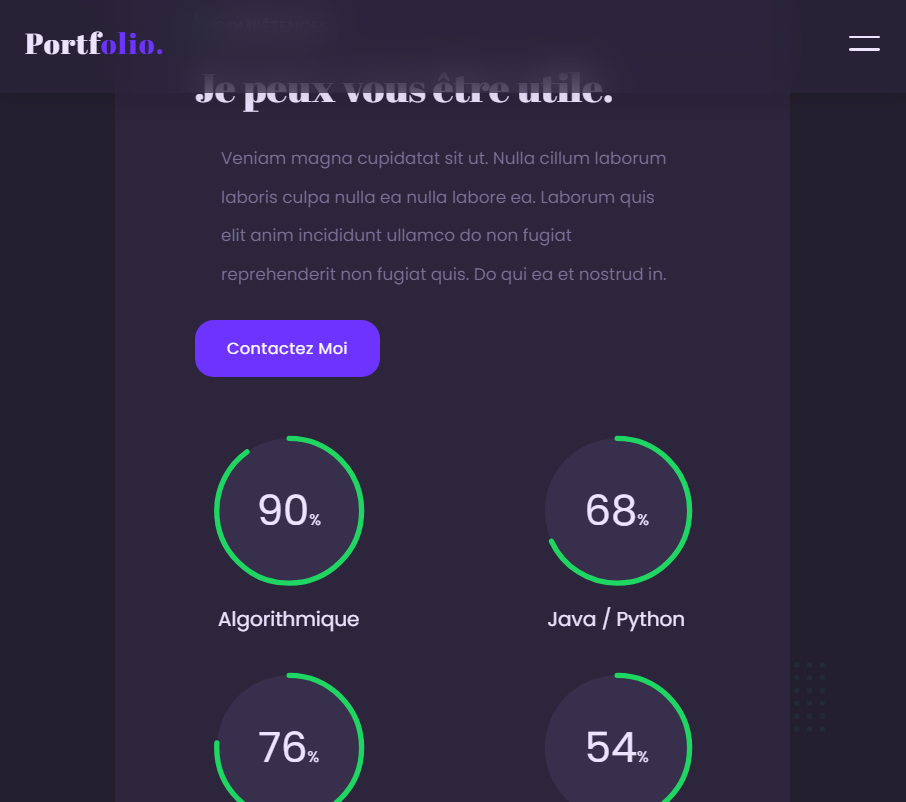 Portfolio.
Je peux vous être utile.
Veniam magna cupidatat sit ut. Nulla cillum laborum
laboris culpa nulla ea nulla labore ea. Laborum quis
elit anim incididunt ullamco do non fugiat
reprehenderit non fugiat quis. Do qui ea et nostrud in.
Contactez Moi
90%
68%
Algorithmique
Java / Python
76%
54%